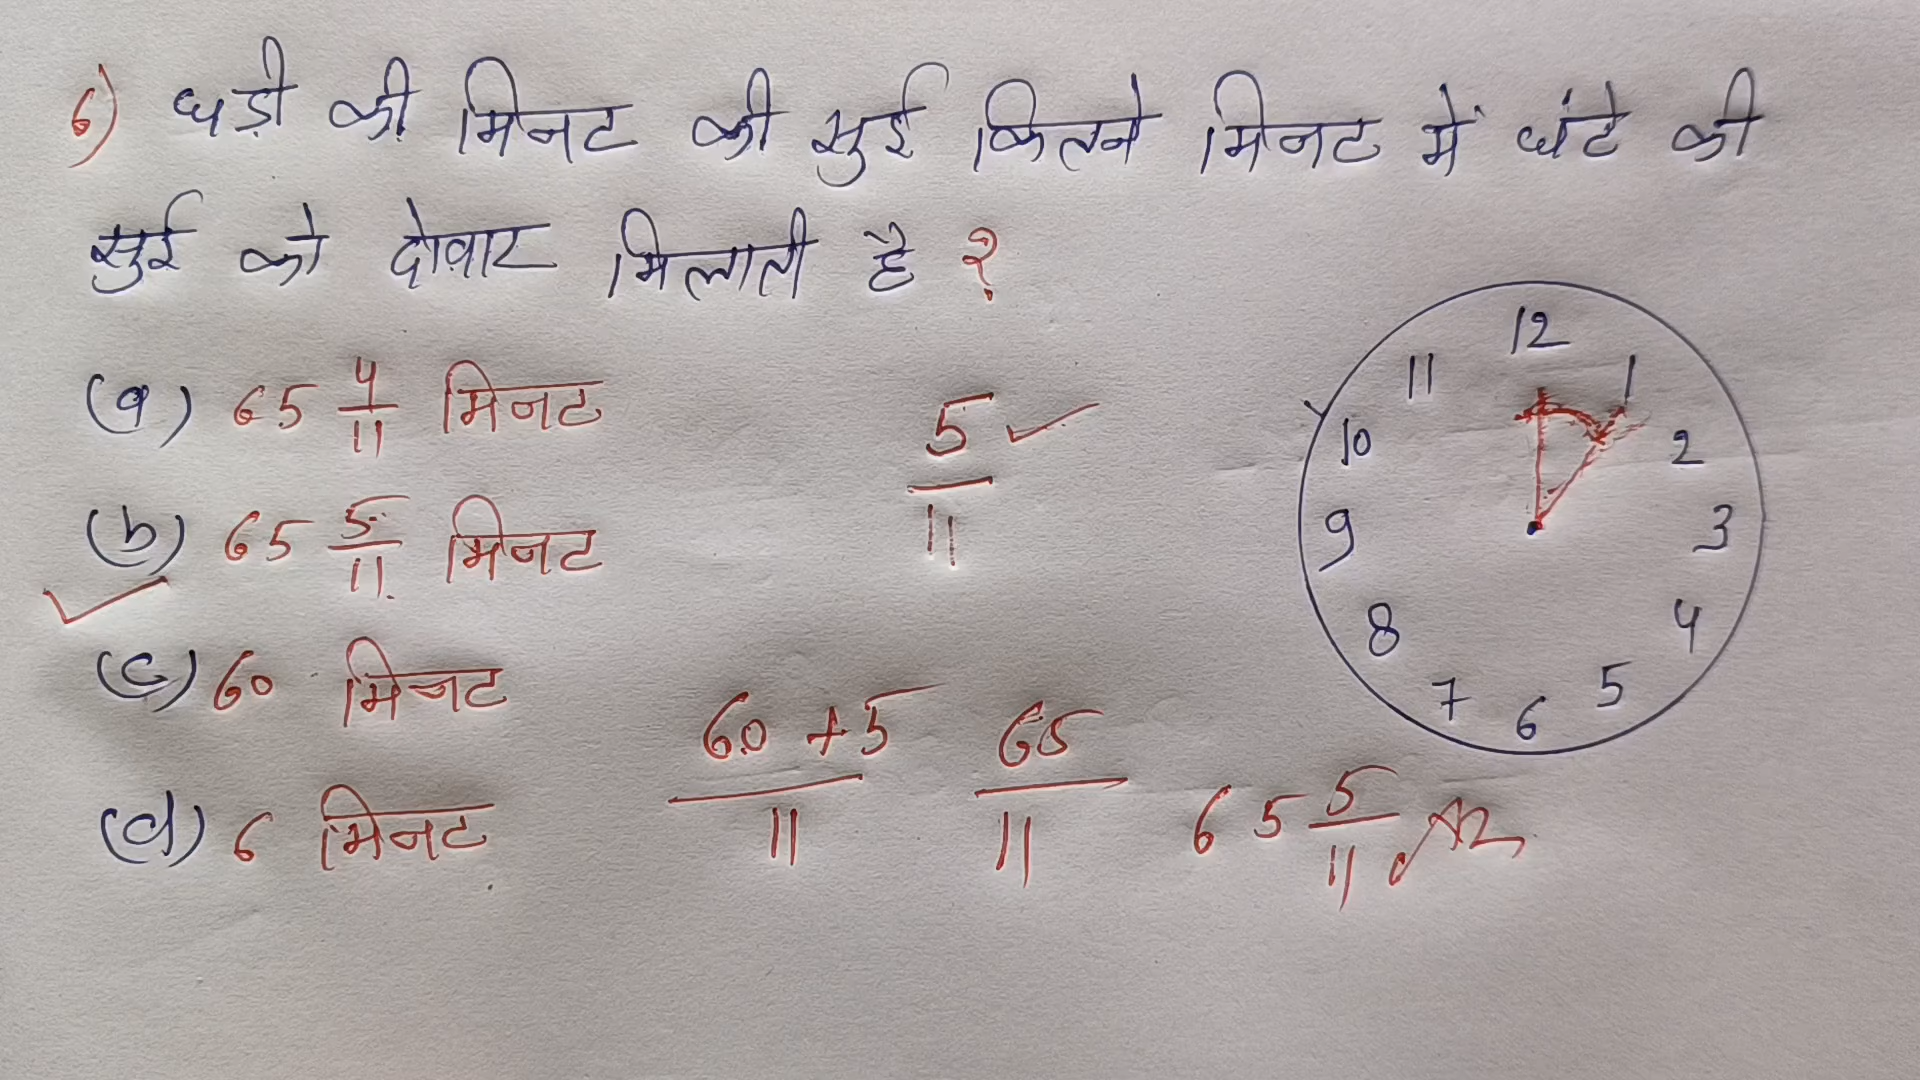 6) घड़ी की मिनट की सुई कितने मिनट में घंटे की
सुई को दोवार मिलाती है ?
(a) 65 4/11 मिनट
(b) 65 5/11 मिनट
(c) 60 मिनट
(d) 6 मिनट
5/11
60 + 5/11 65/11 65 5/11
12
11 1
10 2
9 3
8 4
7 5
6